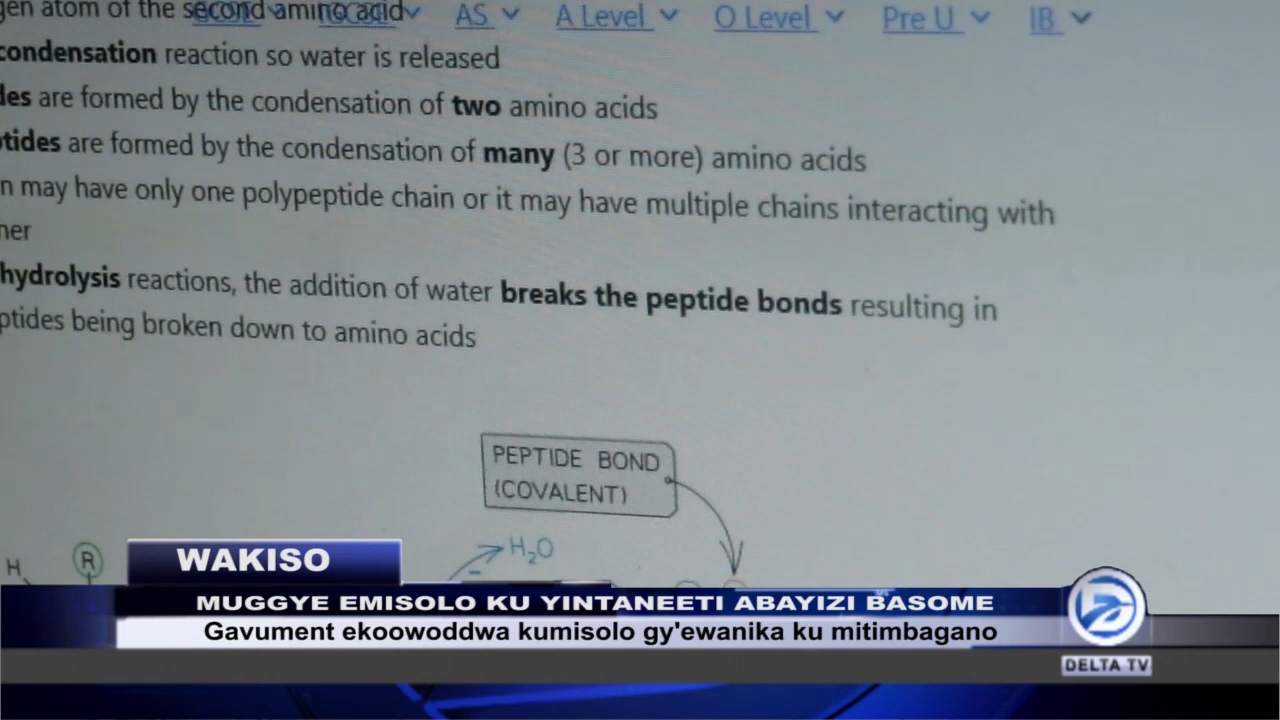 gen atom of the second amino acid
AS A Level O Level Pre U IB
condensation reaction so water is released
des are formed by the condensation of two amino acids
tides are formed by the condensation of many (3 or more) amino acids
n may have only one polypeptide chain or it may have multiple chains interacting with
her
hydrolysis reactions, the addition of water breaks the peptide bonds resulting in
ptides being broken down to amino acids
PEPTIDE BOND
(COVALENT)
H R H₂O
WAKISO
MUGGYE EMISOLO KU YINTANEETI ABAYIZI BASOME
Gavument ekoowoddwa kumisolo gy'ewanika ku mitimbagano
DELTA TV